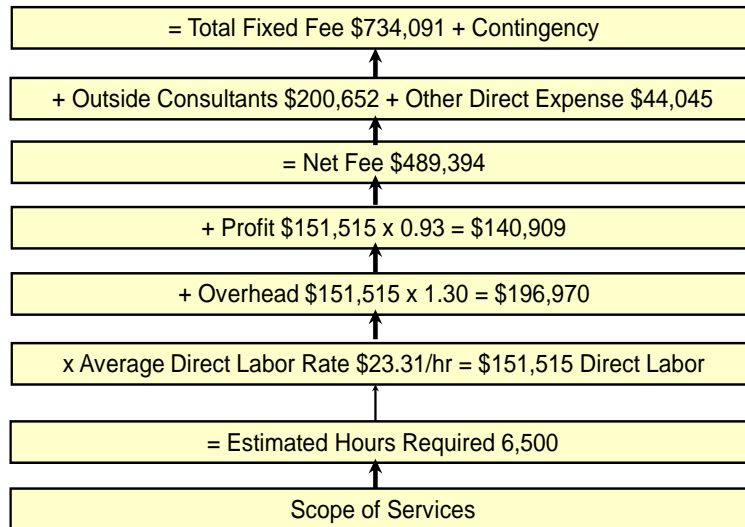 = Total Fixed Fee $734,091 + Contingency
+ Outside Consultants $200,652 + Other Direct Expense $44,045
= Net Fee $489,394
+ Profit $151,515 x 0.93 = $140,909
+ Overhead $151,515 x 1.30 = $196,970
x Average Direct Labor Rate $23.31/hr = $151,515 Direct Labor
= Estimated Hours Required 6,500
Scope of Services